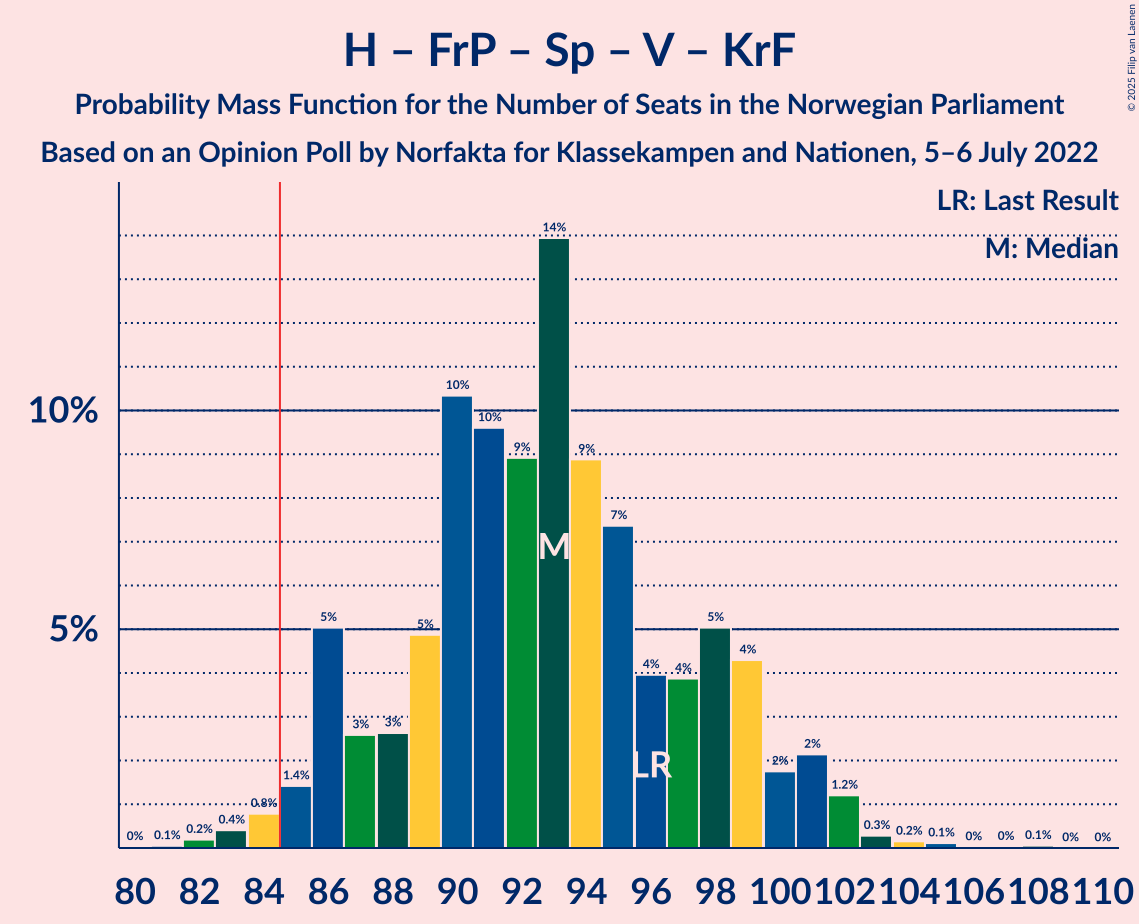 H – FrP – Sp – V – KrF
Probability Mass Function for the Number of Seats in the Norwegian Parliament
Based on an Opinion Poll by Norfakta for Klassekampen and Nationen, 5–6 July 2022
© 2025 Filip van Laenen
LR: Last Result
M: Median
10%
5%
0% 0.1% 0.2% 0.4% 0.8% 1.4% 5% 3% 3% 5% 10% 10% 9% 14% 9% 7% 4% 4% 5% 4% 2% 2% 1.2% 0.3% 0.2% 0.1% 0% 0% 0.1% 0% 0%
M
LR
80 82 84 86 88 90 92 94 96 98 100 102 104 106 108 110